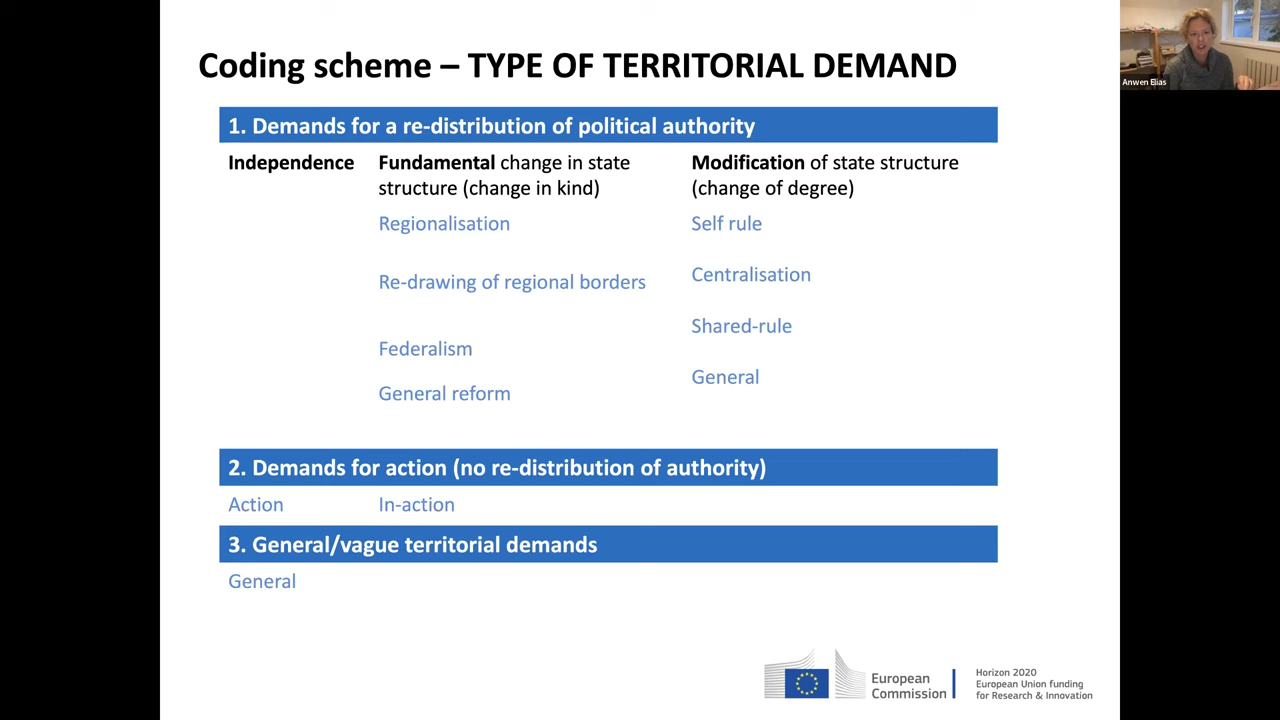 Coding scheme – TYPE OF TERRITORIAL DEMAND
Anwen Elias
1. Demands for a re-distribution of political authority
Independence
Fundamental change in state
structure (change in kind)
Modification of state structure
(change of degree)
Regionalisation
Self rule
Re-drawing of regional borders
Centralisation
Shared-rule
Federalism
General
General reform
2. Demands for action (no re-distribution of authority)
Action
In-action
3. General/vague territorial demands
General
European
Commission
Horizon 2020
European Union funding
for Research & Innovation